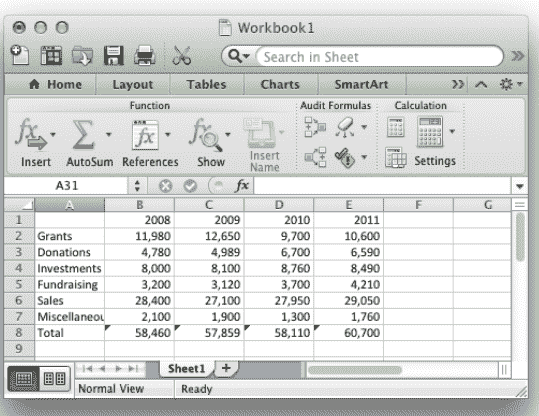 Workbook1
Search in Sheet
Home Layout Tables Charts SmartArt
Function Audit Formulas Calculation
fx Σ fx fx
Insert AutoSum References Show Insert Name Settings
A31 fx
A B C D E F G
1 2008 2009 2010 2011
2 Grants 11,980 12,650 9,700 10,600
3 Donations 4,780 4,989 6,700 6,590
4 Investments 8,000 8,100 8,760 8,490
5 Fundraising 3,200 3,120 3,700 4,210
6 Sales 28,400 27,100 27,950 29,050
7 Miscellaneou 2,100 1,900 1,300 1,760
8 Total 58,460 57,859 58,110 60,700
9
Sheet1 +
Normal View Ready